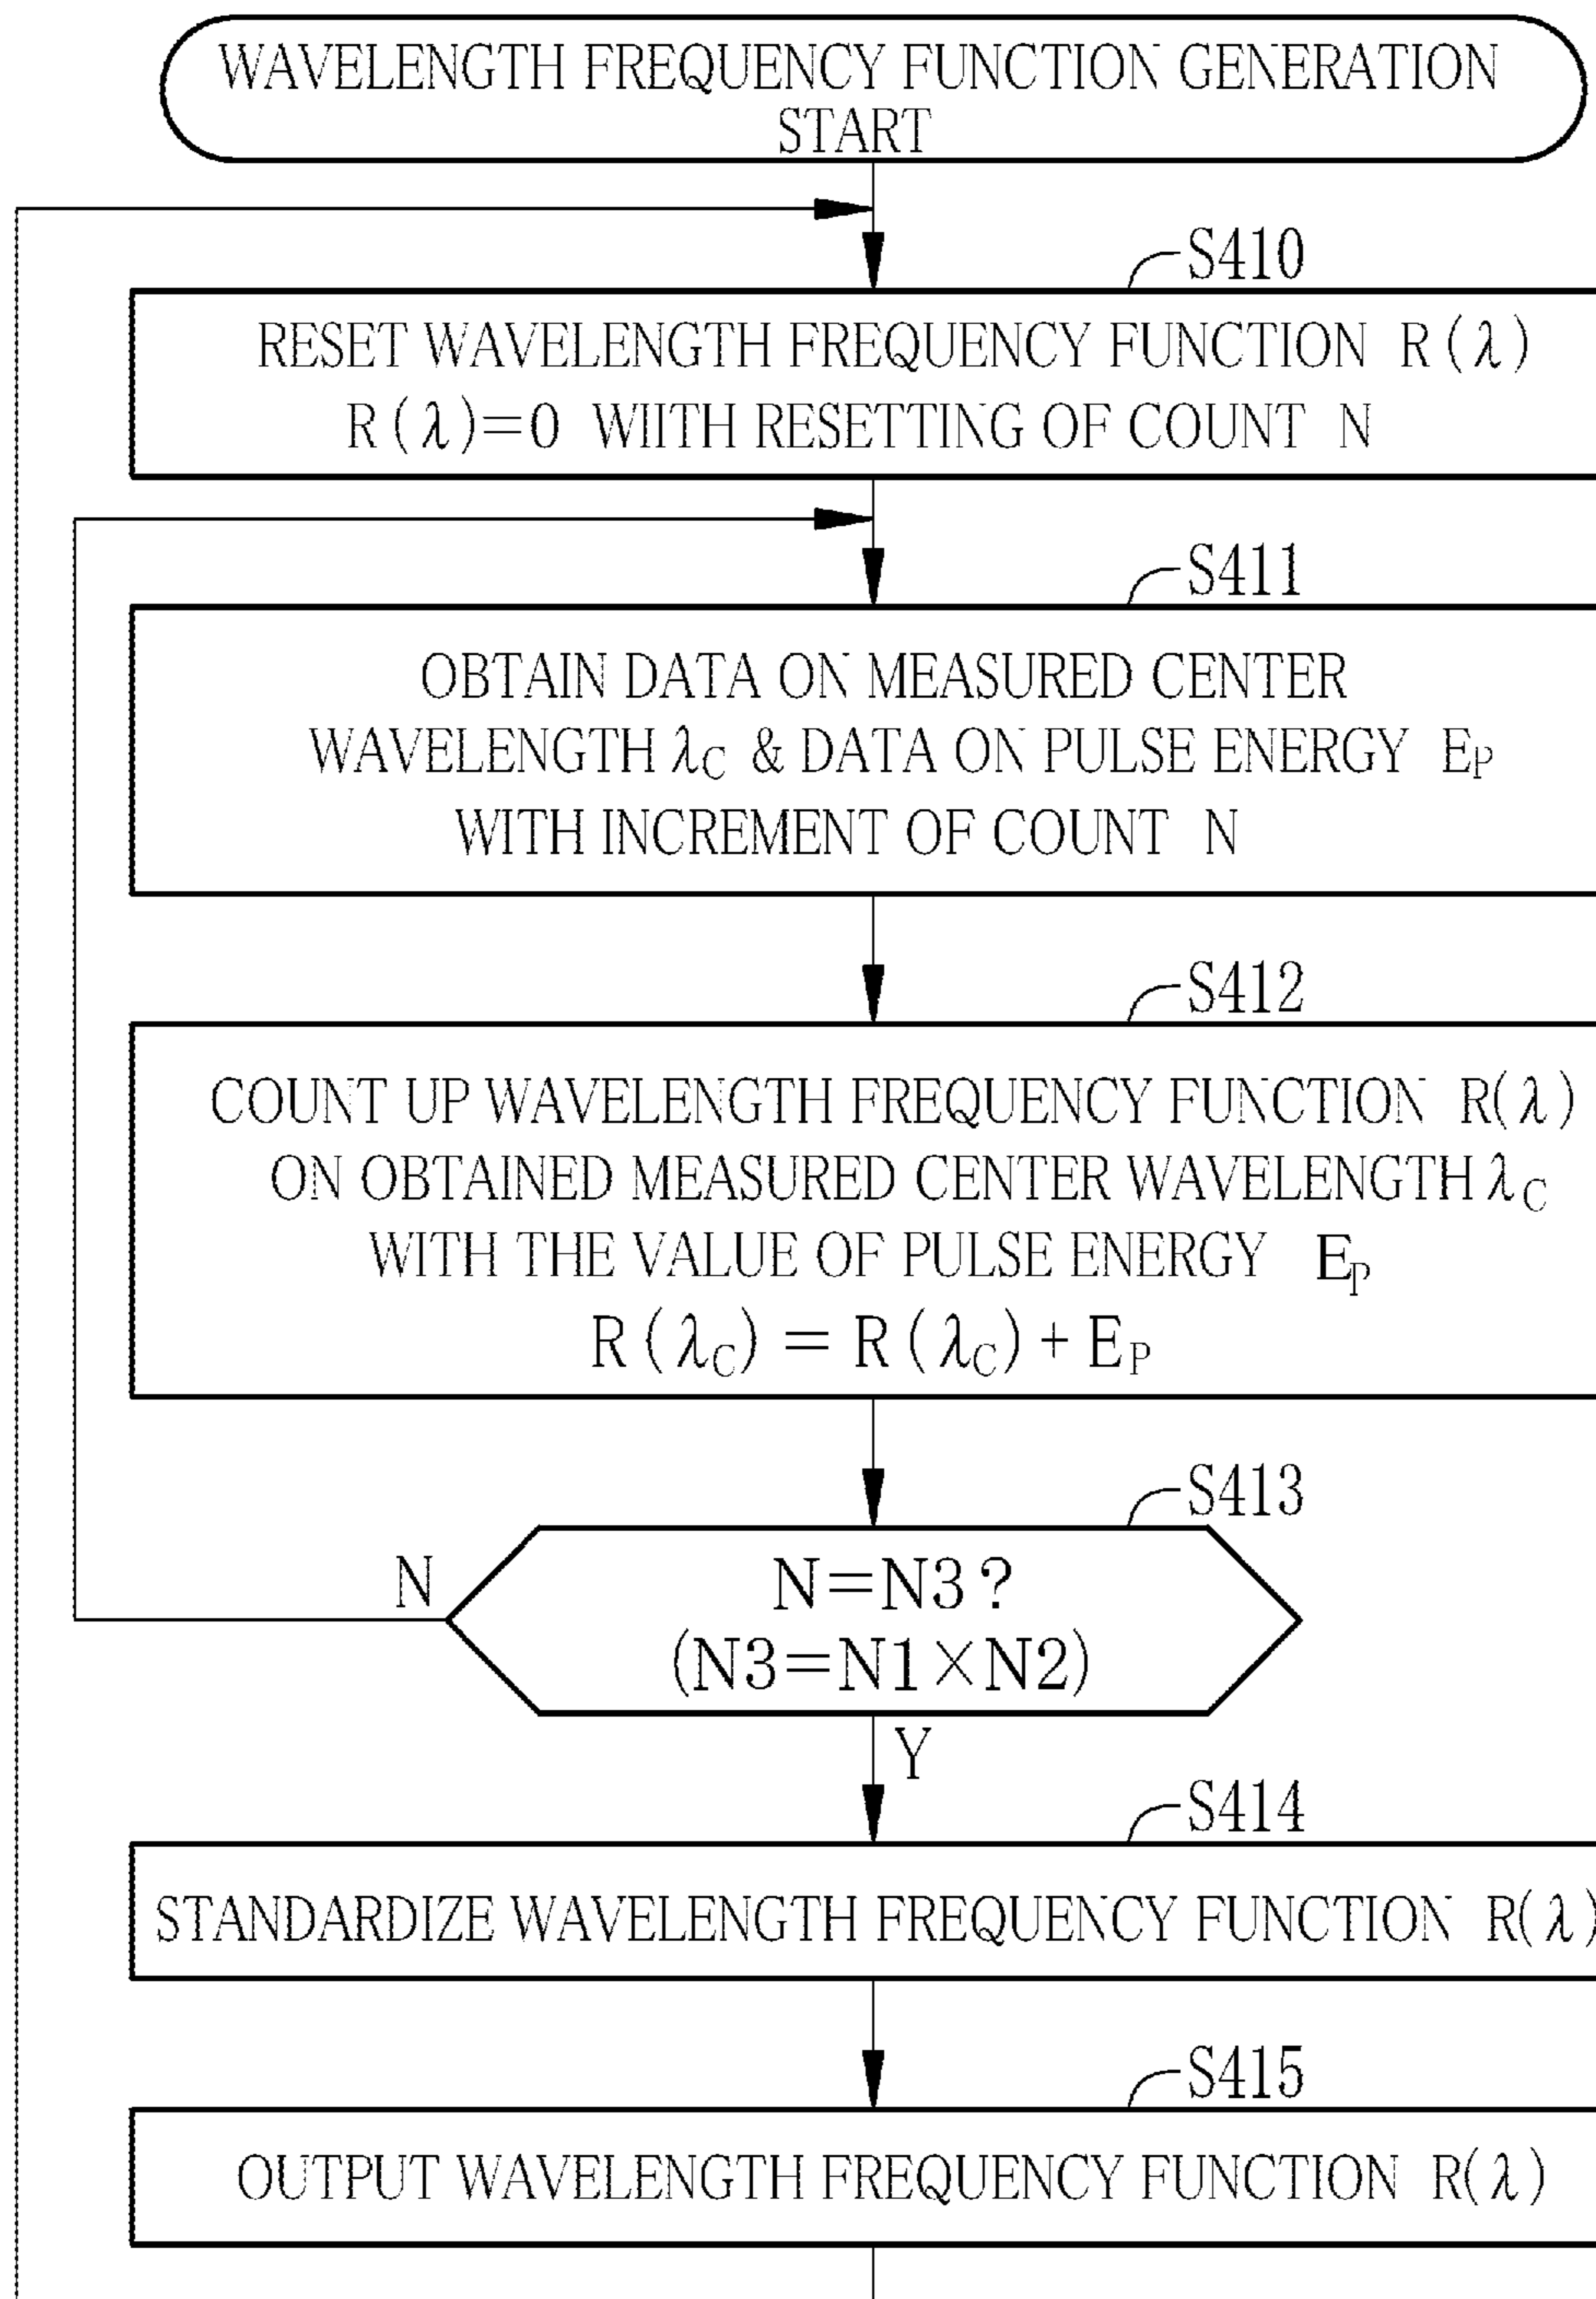 WAVELENGTH FREQUENCY FUNCTION GENERATION
START
S410
RESET WAVELENGTH FREQUENCY FUNCTION R(λ)
R(λ)=0 WIITH RESETTING OF COUNT N
S411
OBTAIN DATA ON MEASURED CENTER
WAVELENGTH λC & DATA ON PULSE ENERGY EP
WITH INCREMENT OF COUNT N
S412
COUNT UP WAVELENGTH FREQUENCY FUNCTION R(λ)
ON OBTAINED MEASURED CENTER WAVELENGTH λC
WITH THE VALUE OF PULSE ENERGY EP
R(λC) = R(λC) + EP
S413
N
N=N3?
(N3=N1×N2)
Y
S414
STANDARDIZE WAVELENGTH FREQUENCY FUNCTION R(λ)
S415
OUTPUT WAVELENGTH FREQUENCY FUNCTION R(λ)